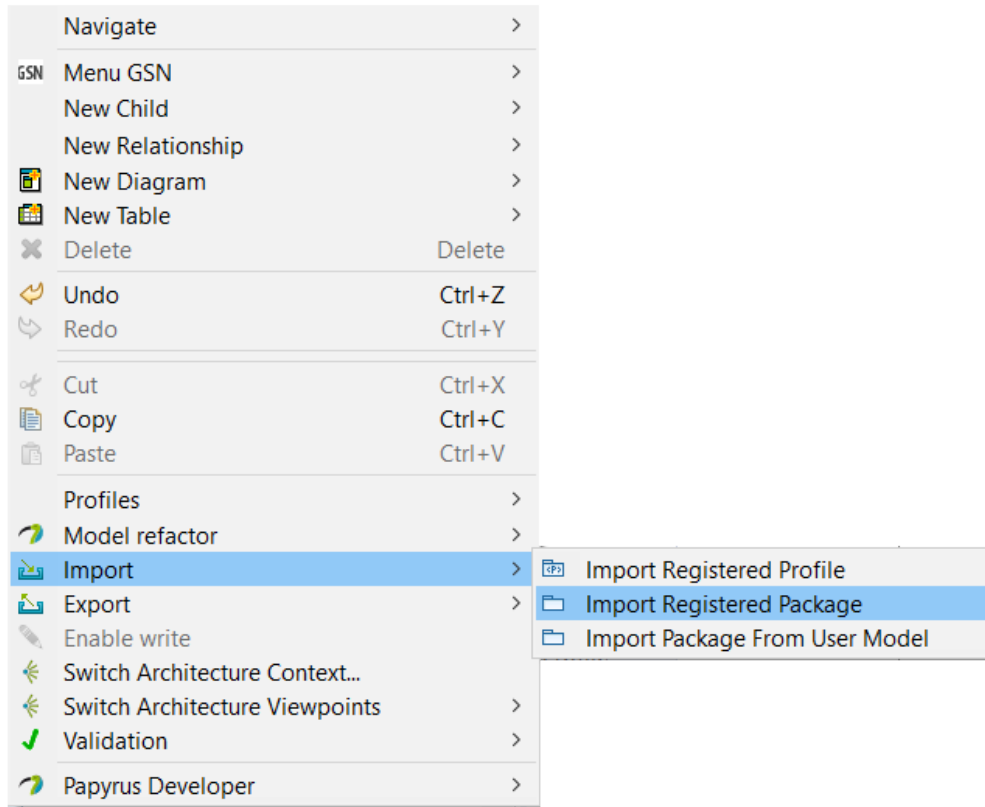 Navigate
GSN Menu GSN
New Child
New Relationship
New Diagram
New Table
Delete Delete
Undo Ctrl+Z
Redo Ctrl+Y
Cut Ctrl+X
Copy Ctrl+C
Paste Ctrl+V
Profiles
Model refactor
Import
Import Registered Profile
Import Registered Package
Import Package From User Model
Export
Enable write
Switch Architecture Context...
Switch Architecture Viewpoints
Validation
Papyrus Developer